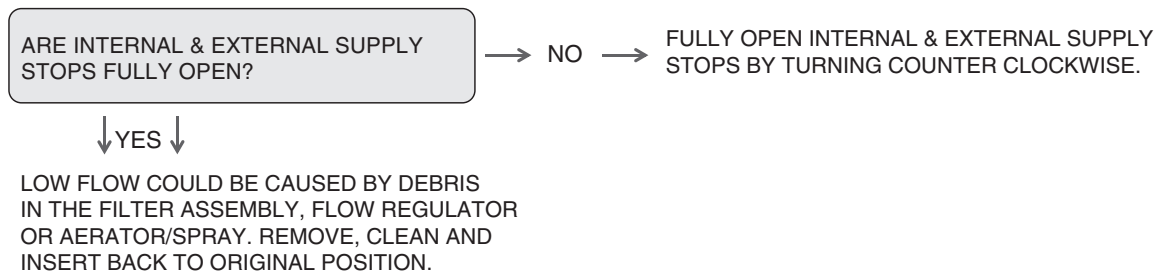 ARE INTERNAL & EXTERNAL SUPPLY
STOPS FULLY OPEN?
NO
FULLY OPEN INTERNAL & EXTERNAL SUPPLY
STOPS BY TURNING COUNTER CLOCKWISE.
YES
LOW FLOW COULD BE CAUSED BY DEBRIS
IN THE FILTER ASSEMBLY, FLOW REGULATOR
OR AERATOR/SPRAY. REMOVE, CLEAN AND
INSERT BACK TO ORIGINAL POSITION.